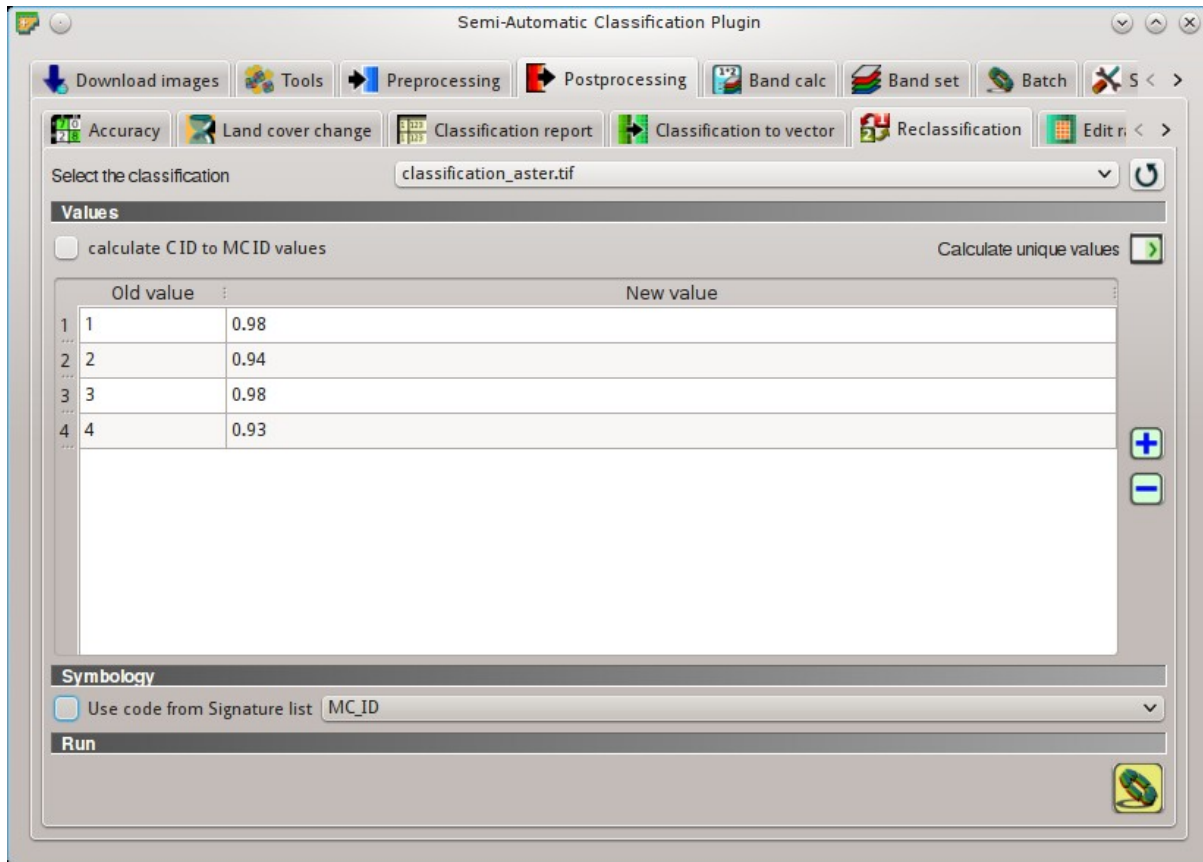 Semi-Automatic Classification Plugin
Download images Tools Preprocessing Postprocessing Band calc Band set Batch S
Accuracy Land cover change Classification report Classification to vector Reclassification Edit
Select the classification classification_aster.tif
Values
calculate CID to MCID values Calculate unique values
Old value New value
1 1 0.98
2 2 0.94
3 3 0.98
4 4 0.93
Symbology
Use code from Signature list MC_ID
Run